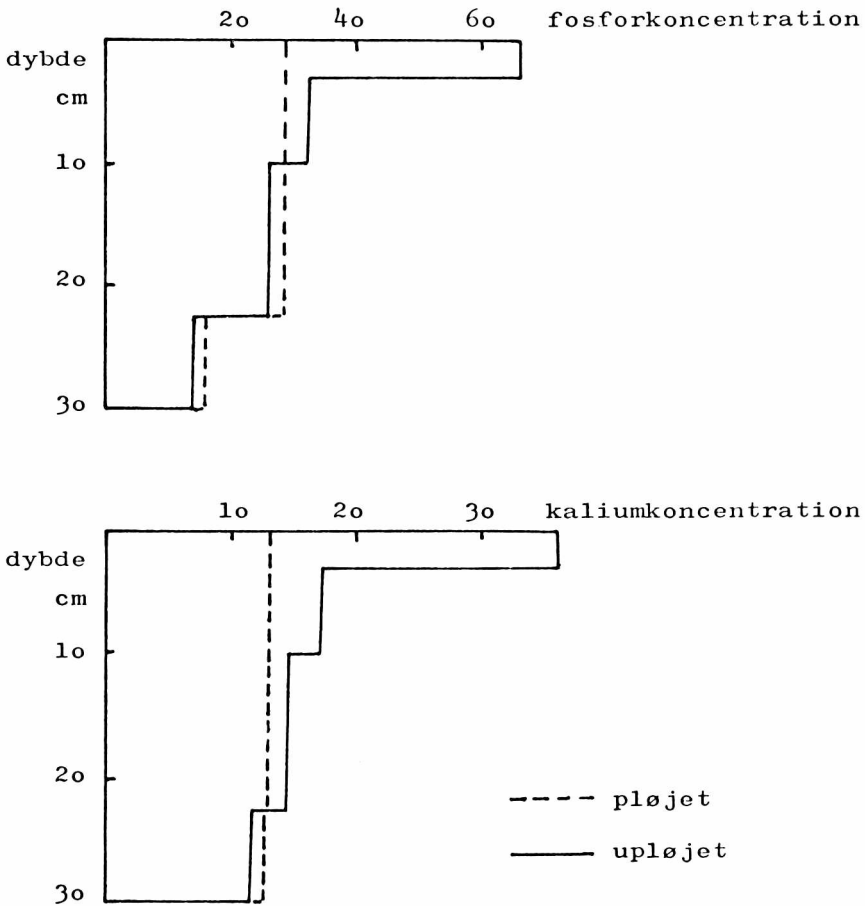 2o 4o 6o fosforkoncentration
dybde
cm
1o
2o
3o
1o 2o 3o kaliumkoncentration
dybde
cm
1o
2o
3o
pløjet
upløjet